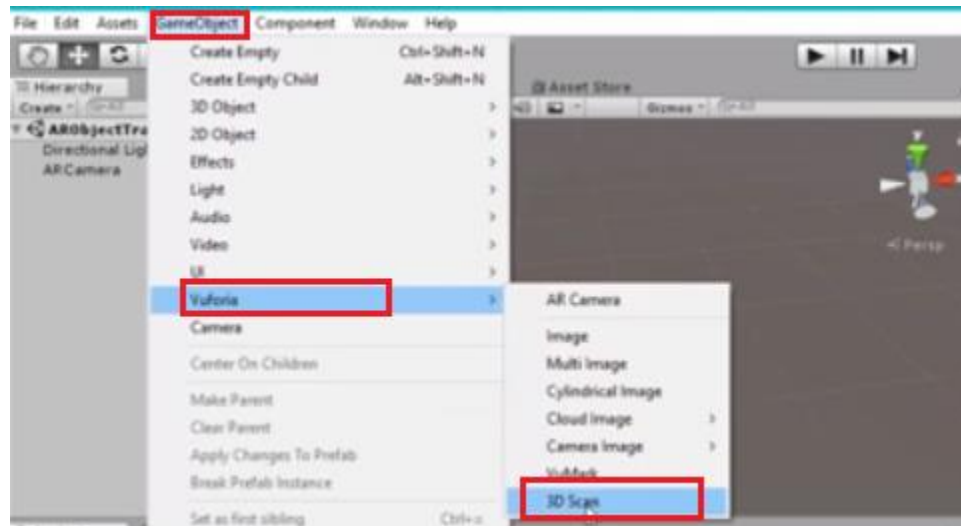 File Edit Assets GameObject Component Window Help
Hierarchy
Create
ARObjectTra
Directional Lig
ARCamera
Create Empty Ctrl+Shift+N
Create Empty Child Alt+Shift+N
3D Object
2D Object
Effects
Light
Audio
Video
UI
Vuforia
Camera
Center On Children
Make Parent
Clear Parent
Apply Changes To Prefab
Break Prefab Instance
Set as first sibling Ctrl+=
Asset Store
Gizmos
Persp
AR Camera
Image
Multi Image
Cylindrical Image
Cloud Image
Camera Image
VuMark
3D Scan